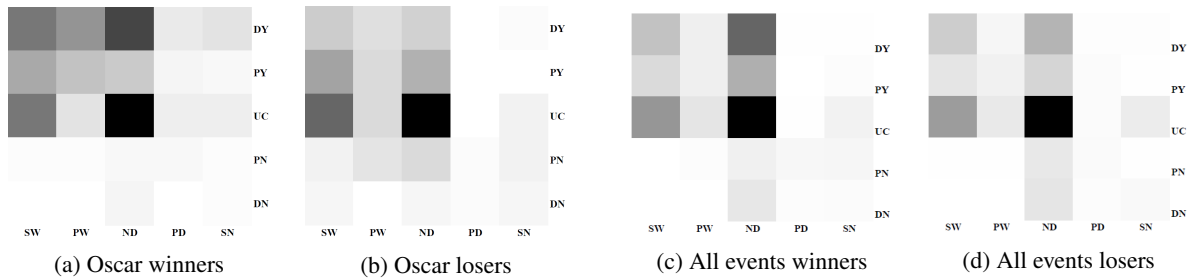 DY DY DY DY
PY PY PY PY
UC UC UC UC
PN PN PN PN
DN DN DN DN
SW PW ND PD SN SW PW ND PD SN SW PW ND PD SN SW PW ND PD SN
(a) Oscar winners (b) Oscar losers (c) All events winners (d) All events losers